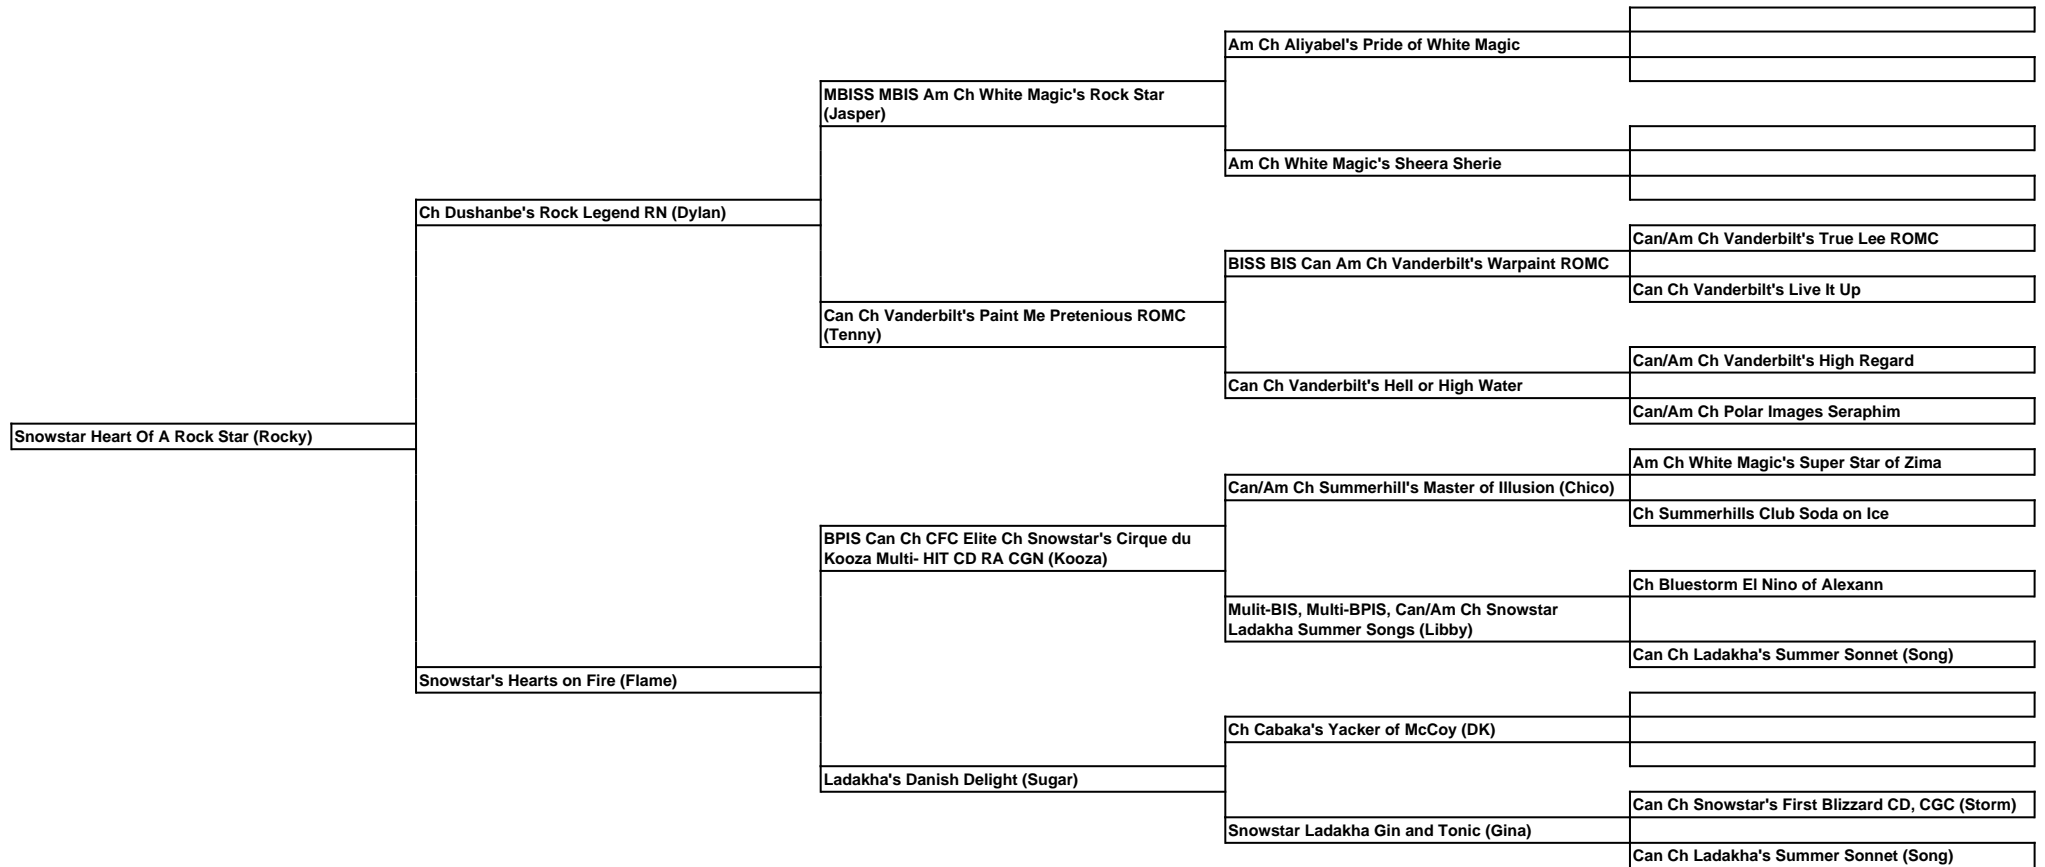 Am Ch Aliyabel's Pride of White Magic
MBISS MBIS Am Ch White Magic's Rock Star
(Jasper)
Am Ch White Magic's Sheera Sherie
Ch Dushanbe's Rock Legend RN (Dylan)
Can/Am Ch Vanderbilt's True Lee ROMC
BISS BIS Can Am Ch Vanderbilt's Warpaint ROMC
Can Ch Vanderbilt's Live It Up
Can Ch Vanderbilt's Paint Me Pretenious ROMC
(Tenny)
Can/Am Ch Vanderbilt's High Regard
Can Ch Vanderbilt's Hell or High Water
Can/Am Ch Polar Images Seraphim
Snowstar Heart Of A Rock Star (Rocky)
Am Ch White Magic's Super Star of Zima
Can/Am Ch Summerhill's Master of Illusion (Chico)
Ch Summerhills Club Soda on Ice
BPIS Can Ch CFC Elite Ch Snowstar's Cirque du
Kooza Multi- HIT CD RA CGN (Kooza)
Ch Bluestorm El Nino of Alexann
Mulit-BIS, Multi-BPIS, Can/Am Ch Snowstar
Ladakha Summer Songs (Libby)
Can Ch Ladakha's Summer Sonnet (Song)
Snowstar's Hearts on Fire (Flame)
Ch Cabaka's Yacker of McCoy (DK)
Ladakha's Danish Delight (Sugar)
Can Ch Snowstar's First Blizzard CD, CGC (Storm)
Snowstar Ladakha Gin and Tonic (Gina)
Can Ch Ladakha's Summer Sonnet (Song)